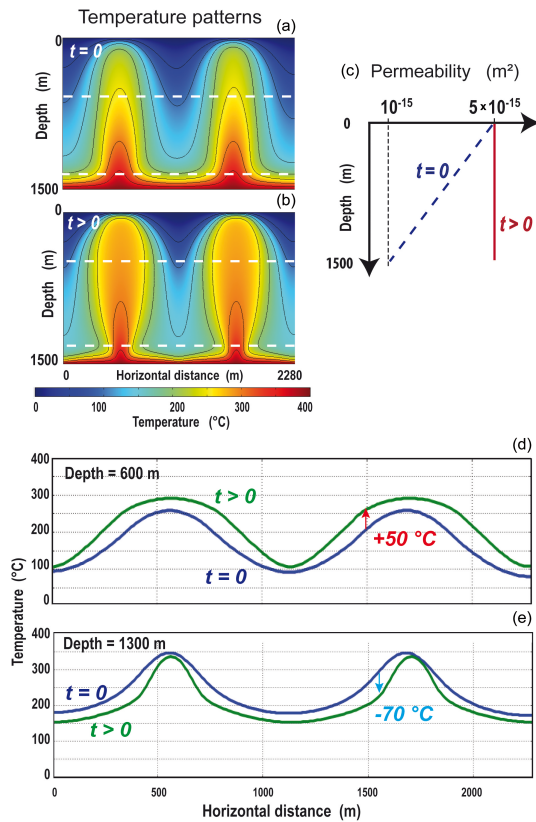 Temperature patterns
(a)
0
t = 0
Depth (m)
1500
(b)
0
t > 0
Depth (m)
1500
0 Horizontal distance (m) 2280
0 100 200 300 400
Temperature (°C)
(c) Permeability (m²)
10⁻¹⁵ 5×10⁻¹⁵
0
t = 0
t > 0
Depth (m)
1500
(d)
400
Depth = 600 m
300
t > 0
200
+50 °C
100
t = 0
0
Temperature (°C)
(e)
400
Depth = 1300 m
300
t = 0
200
-70 °C
t > 0
100
0
0 500 1000 1500 2000
Horizontal distance (m)